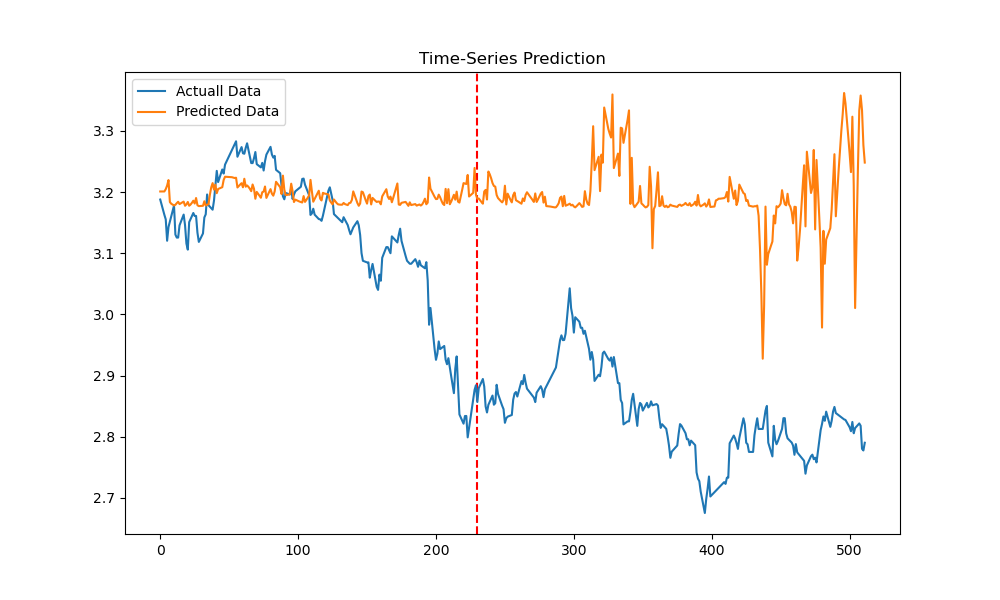 Time-Series Prediction
Actuall Data
Predicted Data
3.3
3.2
3.1
3.0
2.9
2.8
2.7
0 100 200 300 400 500